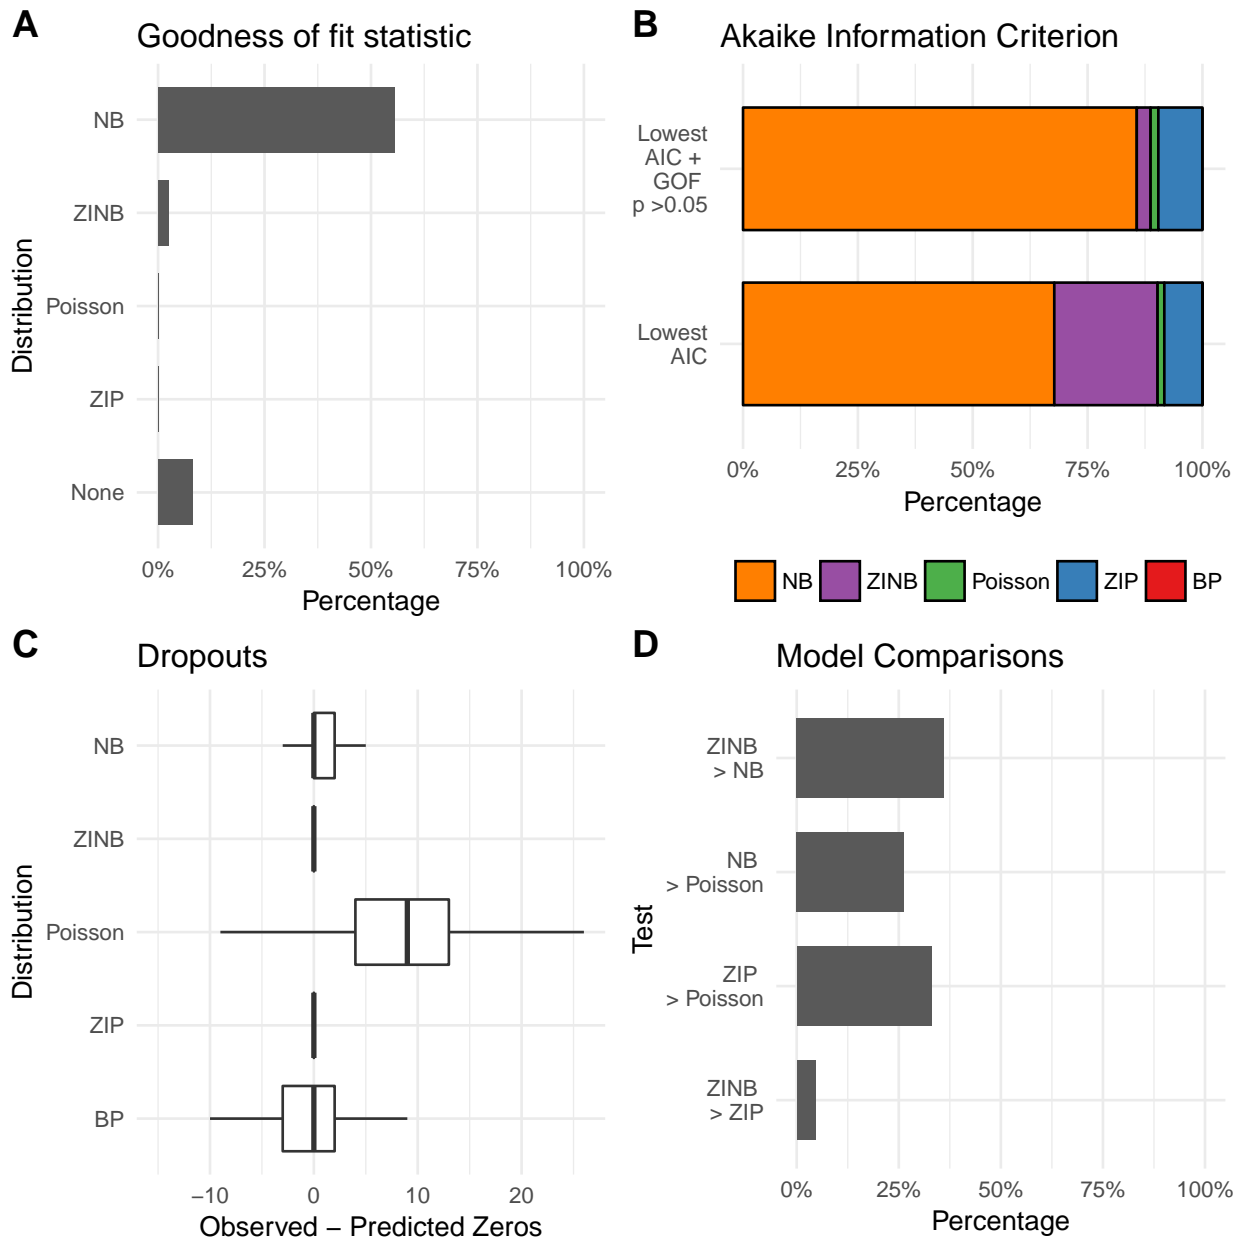 A
Goodness of fit statistic
Distribution
NB
ZINB
Poisson
ZIP
None
0%
25%
50%
75%
100%
Percentage
B
Akaike Information Criterion
Lowest
AIC +
GOF
p >0.05
Lowest
AIC
0%
25%
50%
75%
100%
Percentage
NB
ZINB
Poisson
ZIP
BP
C
Dropouts
Distribution
NB
ZINB
Poisson
ZIP
BP
−10
0
10
20
Observed − Predicted Zeros
D
Model Comparisons
Test
ZINB
> NB
NB
> Poisson
ZIP
> Poisson
ZINB
> ZIP
0%
25%
50%
75%
100%
Percentage